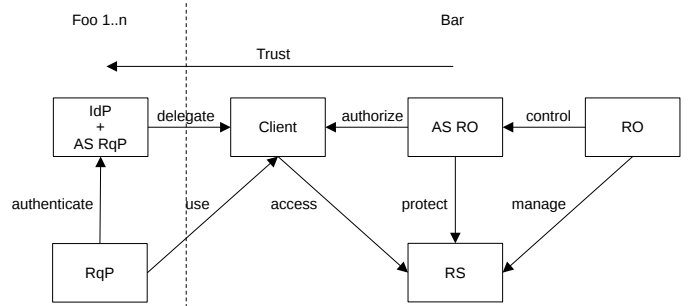 Foo 1..n
Bar
Trust
IdP
+
AS RqP
delegate
Client
authorize
AS RO
control
RO
authenticate
use
access
protect
manage
RqP
RS